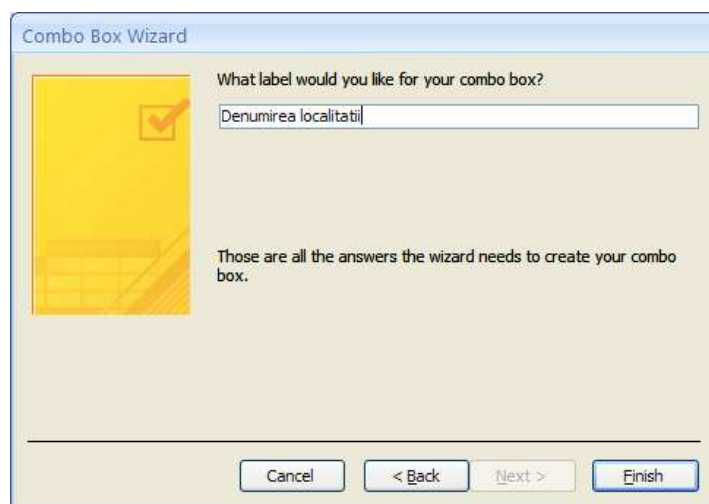 Combo Box Wizard
What label would you like for your combo box?
Denumirea localitatii
Those are all the answers the wizard needs to create your combo
box.
Cancel < Back Next > Finish